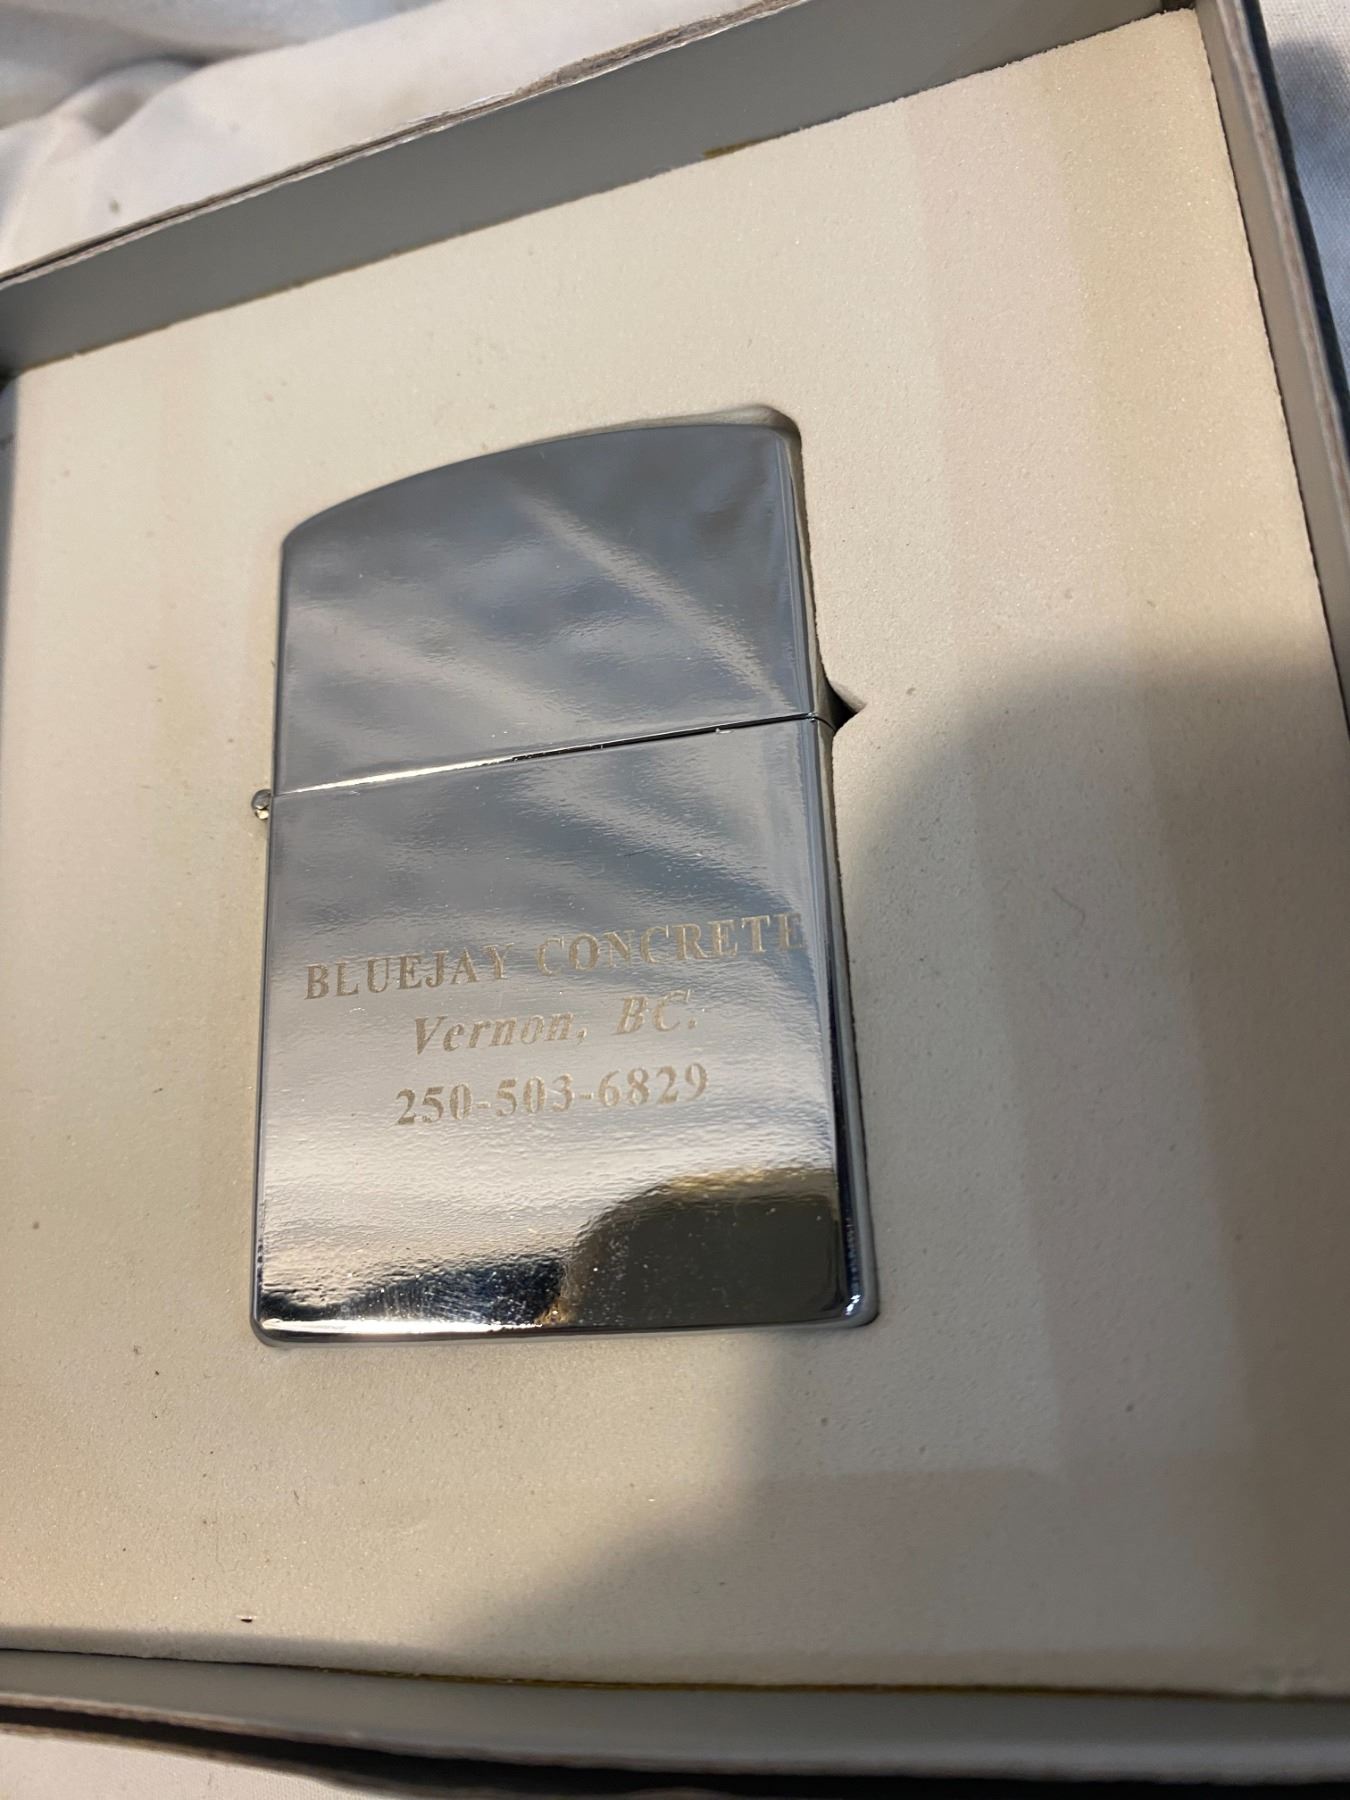 BLUEJAY CONCRETE
Vernon, BC.
250-503-6829